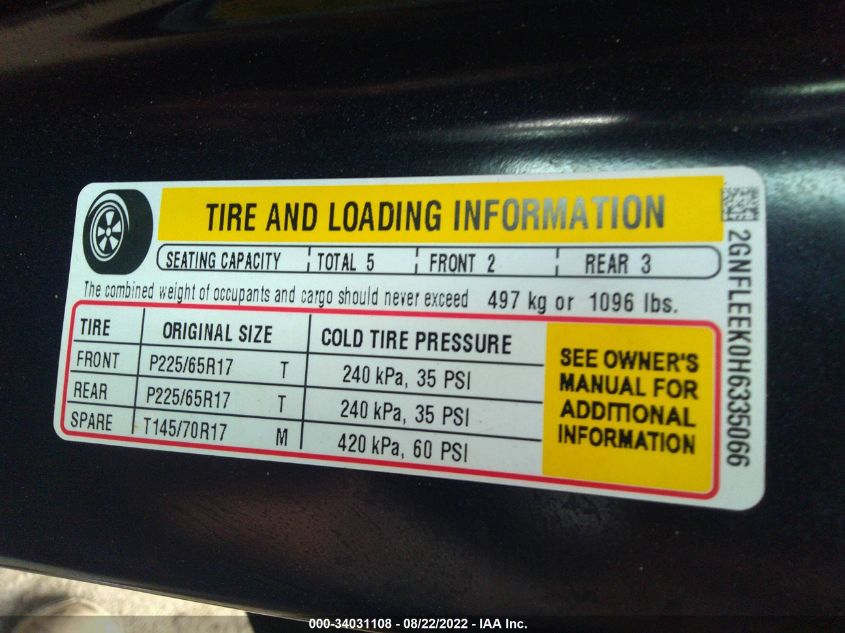 TIRE AND LOADING INFORMATION
SEATING CAPACITY TOTAL 5 FRONT 2 REAR 3
The combined weight of occupants and cargo should never exceed 497 kg or 1096 lbs.
TIRE ORIGINAL SIZE COLD TIRE PRESSURE
FRONT P225/65R17 T 240 kPa, 35 PSI
REAR P225/65R17 T 240 kPa, 35 PSI
SPARE T145/70R17 M 420 kPa, 60 PSI
SEE OWNER'S
MANUAL FOR
ADDITIONAL
INFORMATION
2GNFLEEK0H6335066
000-34031108 - 08/22/2022 - IAA Inc.